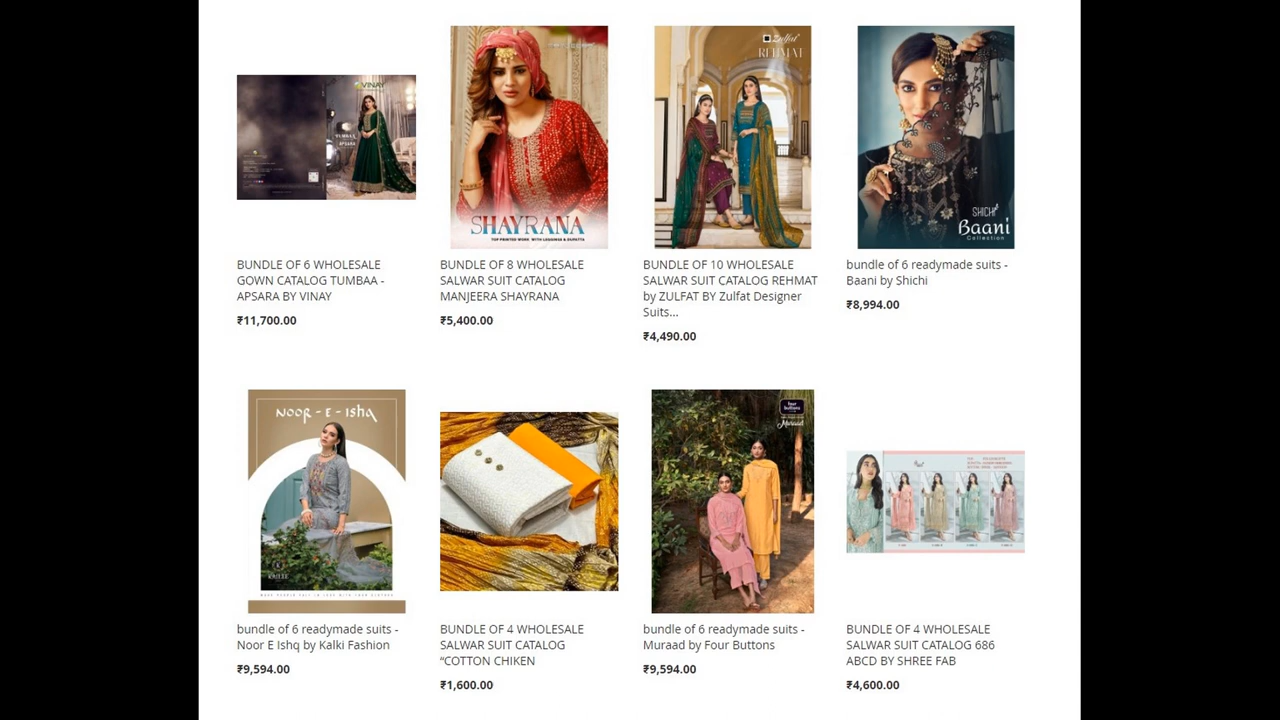 VINAY
TUMBAA
APSARA
SHAYRANA
TOP PRINTED WORK, WITH LEGGINGS & DUPATTA
Zulfat
REHMAT
SHICHI
Baani
Collection
BUNDLE OF 6 WHOLESALE
GOWN CATALOG TUMBAA -
APSARA BY VINAY
₹11,700.00
BUNDLE OF 8 WHOLESALE
SALWAR SUIT CATALOG
MANJEERA SHAYRANA
₹5,400.00
BUNDLE OF 10 WHOLESALE
SALWAR SUIT CATALOG REHMAT
by ZULFAT BY Zulfat Designer
Suits...
₹4,490.00
bundle of 6 readymade suits -
Baani by Shichi
₹8,994.00
NOOR-E-ISHQ
four
buttons
Muraad
bundle of 6 readymade suits -
Noor E Ishq by Kalki Fashion
₹9,594.00
BUNDLE OF 4 WHOLESALE
SALWAR SUIT CATALOG
“COTTON CHIKEN
₹1,600.00
bundle of 6 readymade suits -
Muraad by Four Buttons
₹9,594.00
BUNDLE OF 4 WHOLESALE
SALWAR SUIT CATALOG 686
ABCD BY SHREE FAB
₹4,600.00